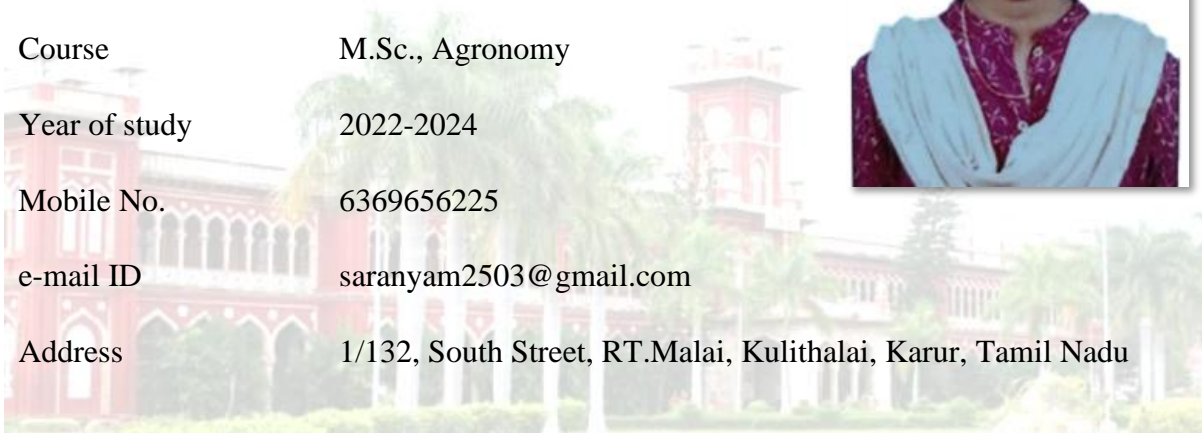 Course M.Sc., Agronomy
Year of study 2022-2024
Mobile No. 6369656225
e-mail ID saranyam2503@gmail.com
Address 1/132, South Street, RT.Malai, Kulithalai, Karur, Tamil Nadu